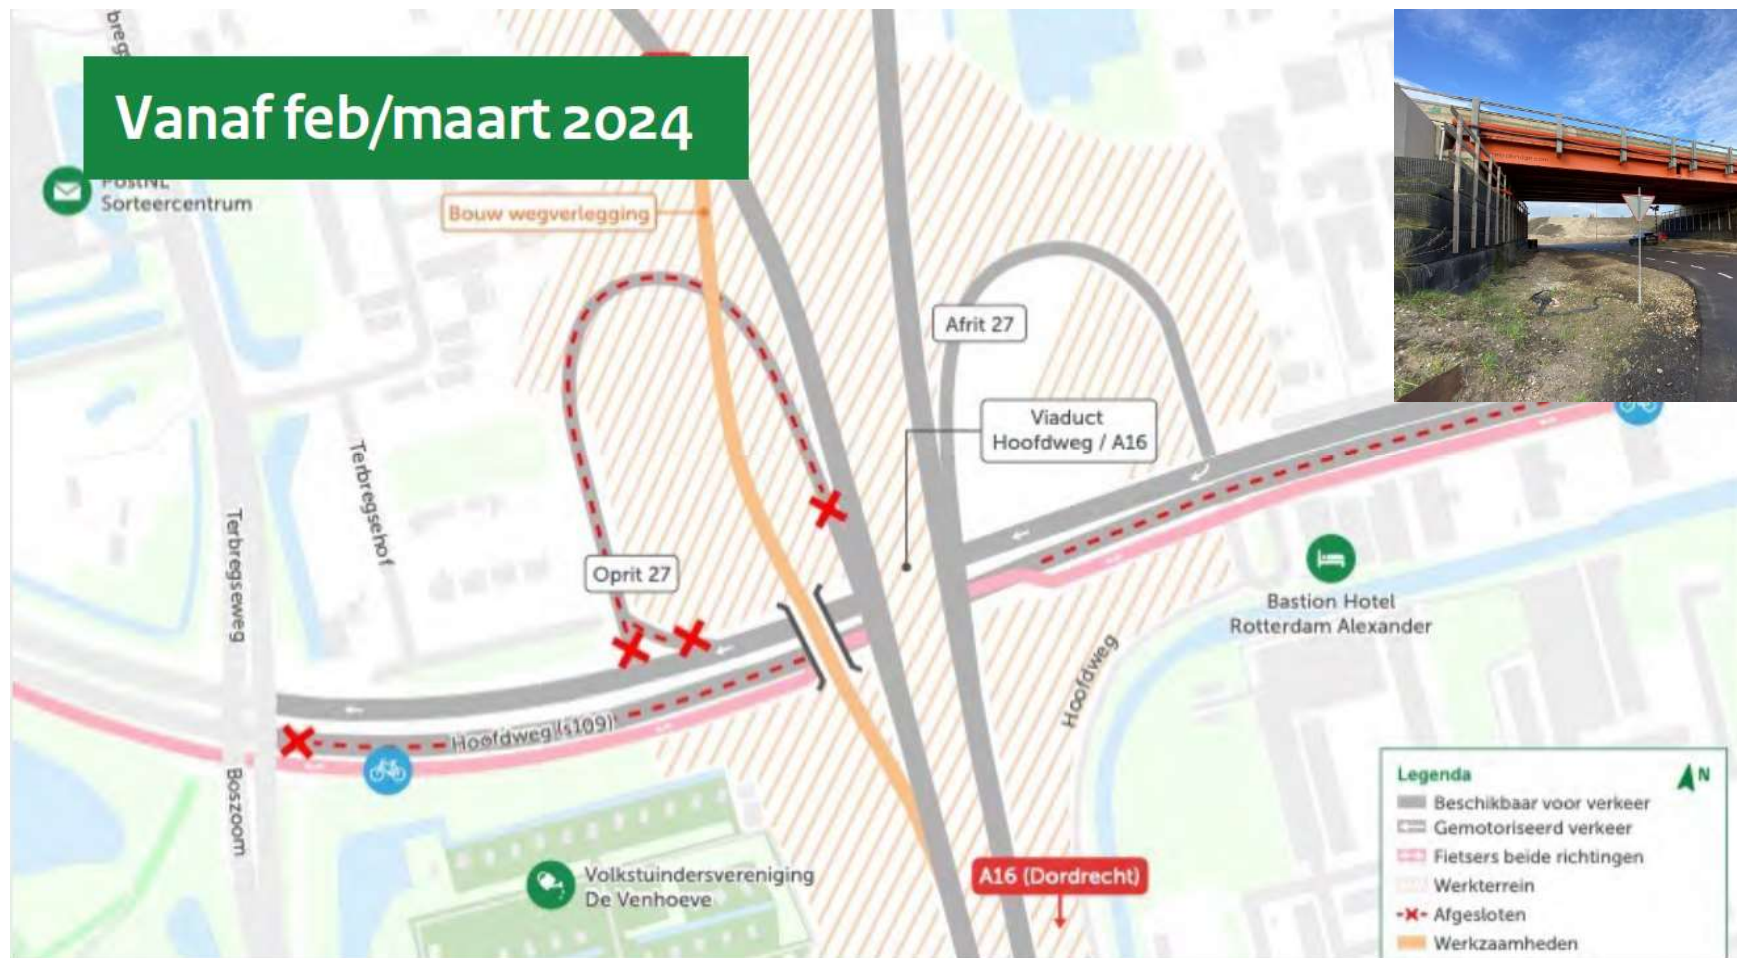 Vanaf feb/maart 2024
PostNL
Sorteercentrum
Bouw wegverlegging
Afrit 27
Viaduct
Hoofdweg / A16
Terbregseweg
Terbregsehof
Oprit 27
Bastion Hotel
Rotterdam Alexander
Hoofdweg
Hoofdweg (s109)
Boszoom
Volkstuindersvereniging
De Venhoeve
A16 (Dordrecht)
Legenda
N
Beschikbaar voor verkeer
Gemotoriseerd verkeer
Fietsers beide richtingen
Werkterrein
Afgesloten
Werkzaamheden